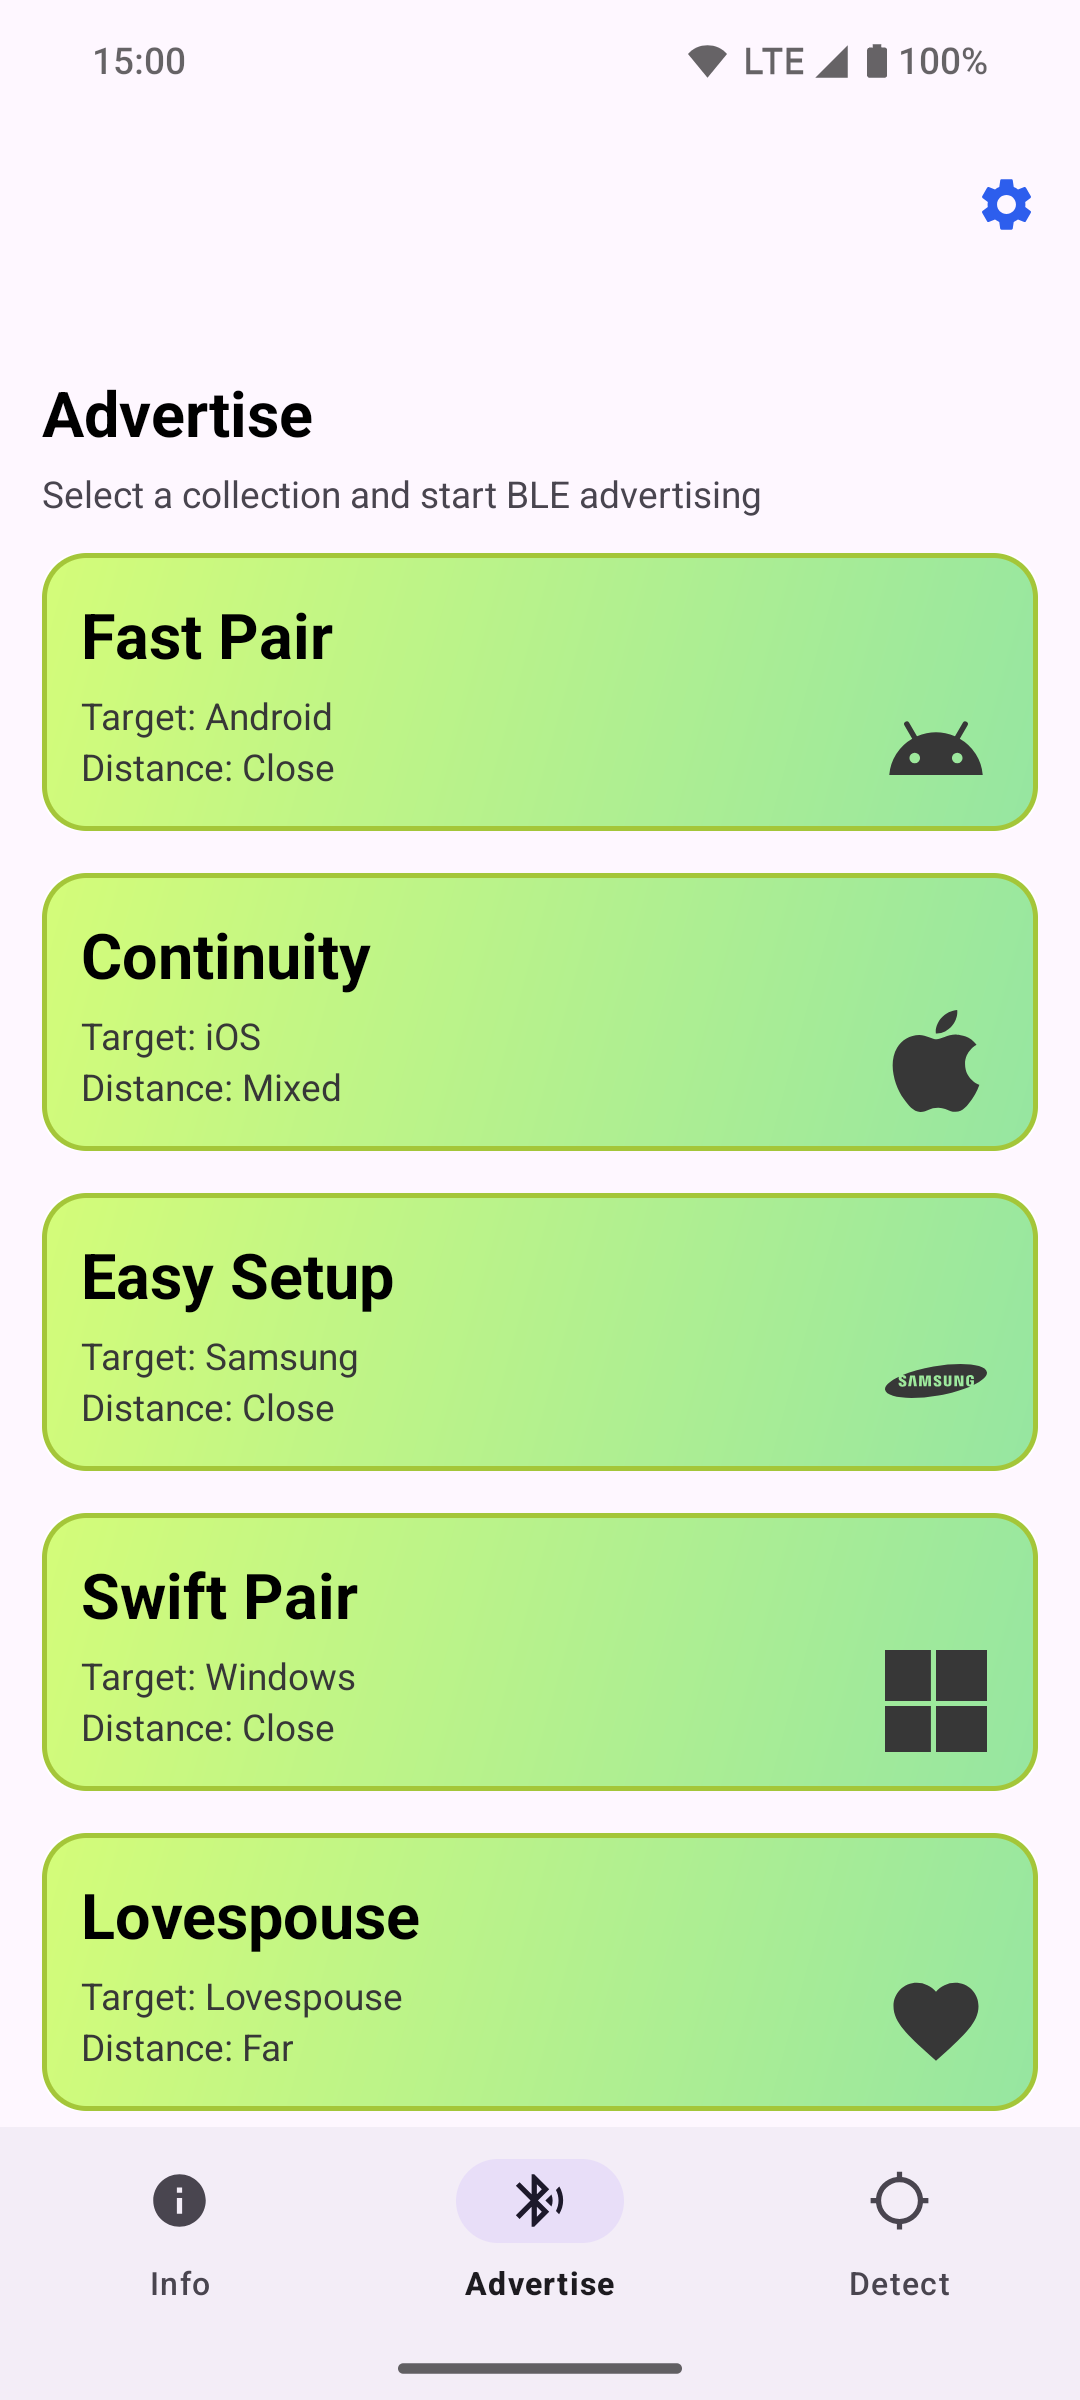 15:00
LTE 100%
Advertise
Select a collection and start BLE advertising
Fast Pair
Target: Android
Distance: Close
Continuity
Target: iOS
Distance: Mixed
Easy Setup
Target: Samsung
Distance: Close
SAMSUNG
Swift Pair
Target: Windows
Distance: Close
Lovespouse
Target: Lovespouse
Distance: Far
Info
Advertise
Detect